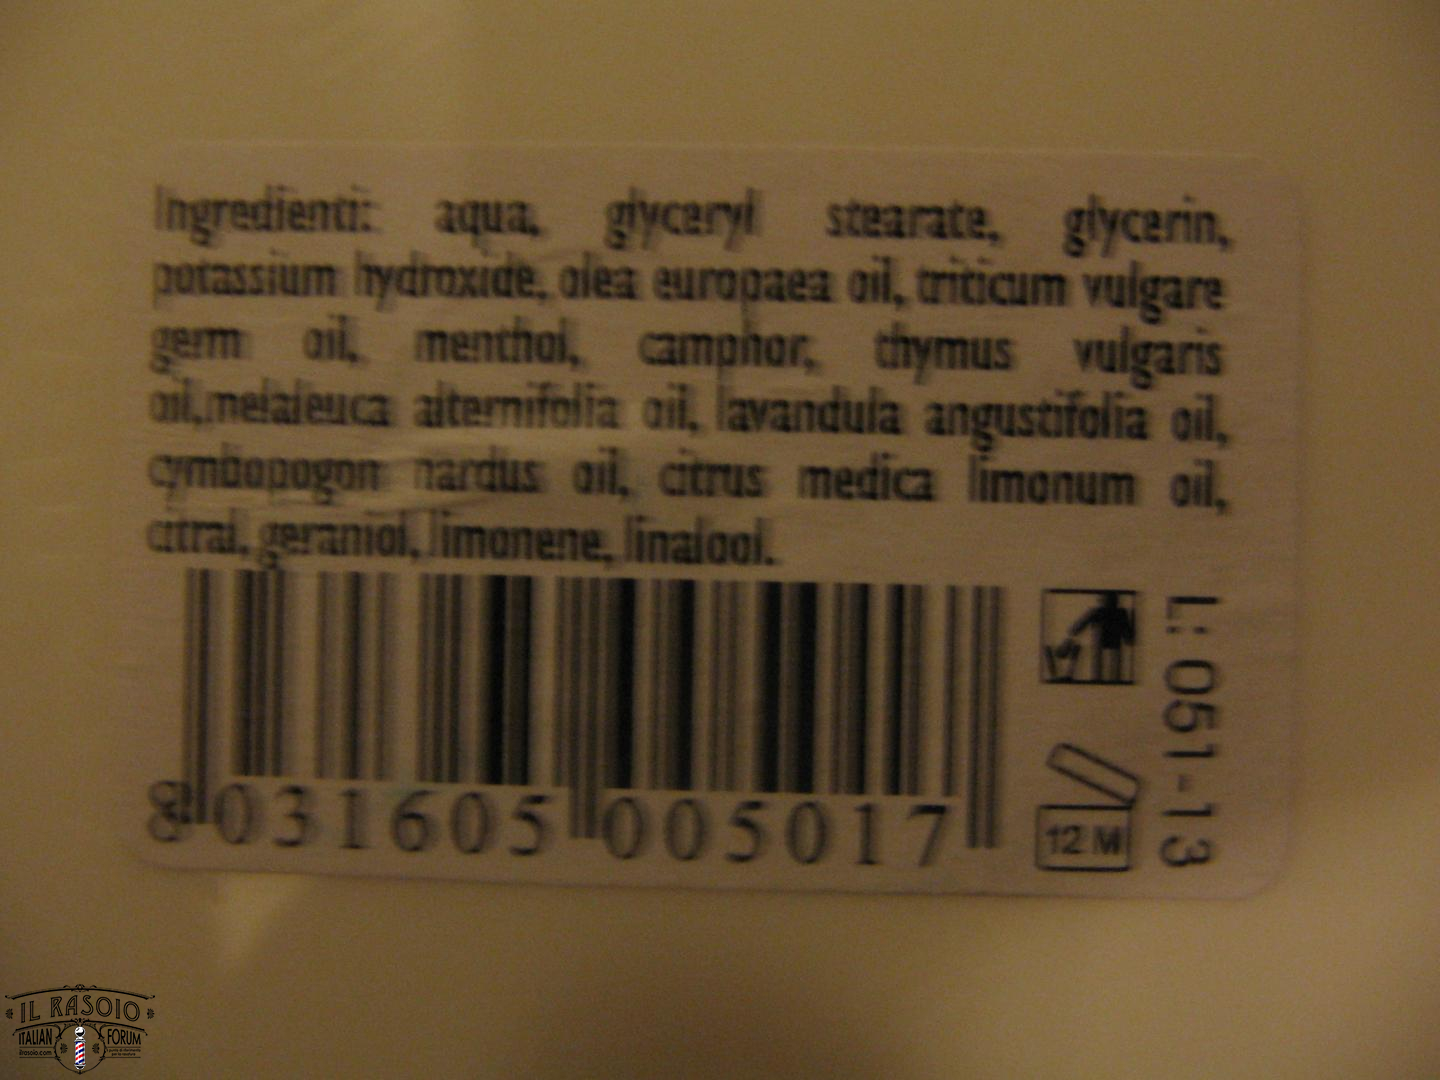 Ingredienti: aqua, glyceryl stearate, glycerin,
potassium hydroxide, olea europaea oil, triticum vulgare
germ oil, menthol, camphor, thymus vulgaris
oil,melaleuca alternifolia oil, lavandula angustifolia oil,
cymbopogon nardus oil, citrus medica limonum oil,
citral, geraniol, limonene, linalool.
8 031605 005017
12 M
L: 051-13
IL RASOIO
ITALIAN FORUM
ilrasoio.com